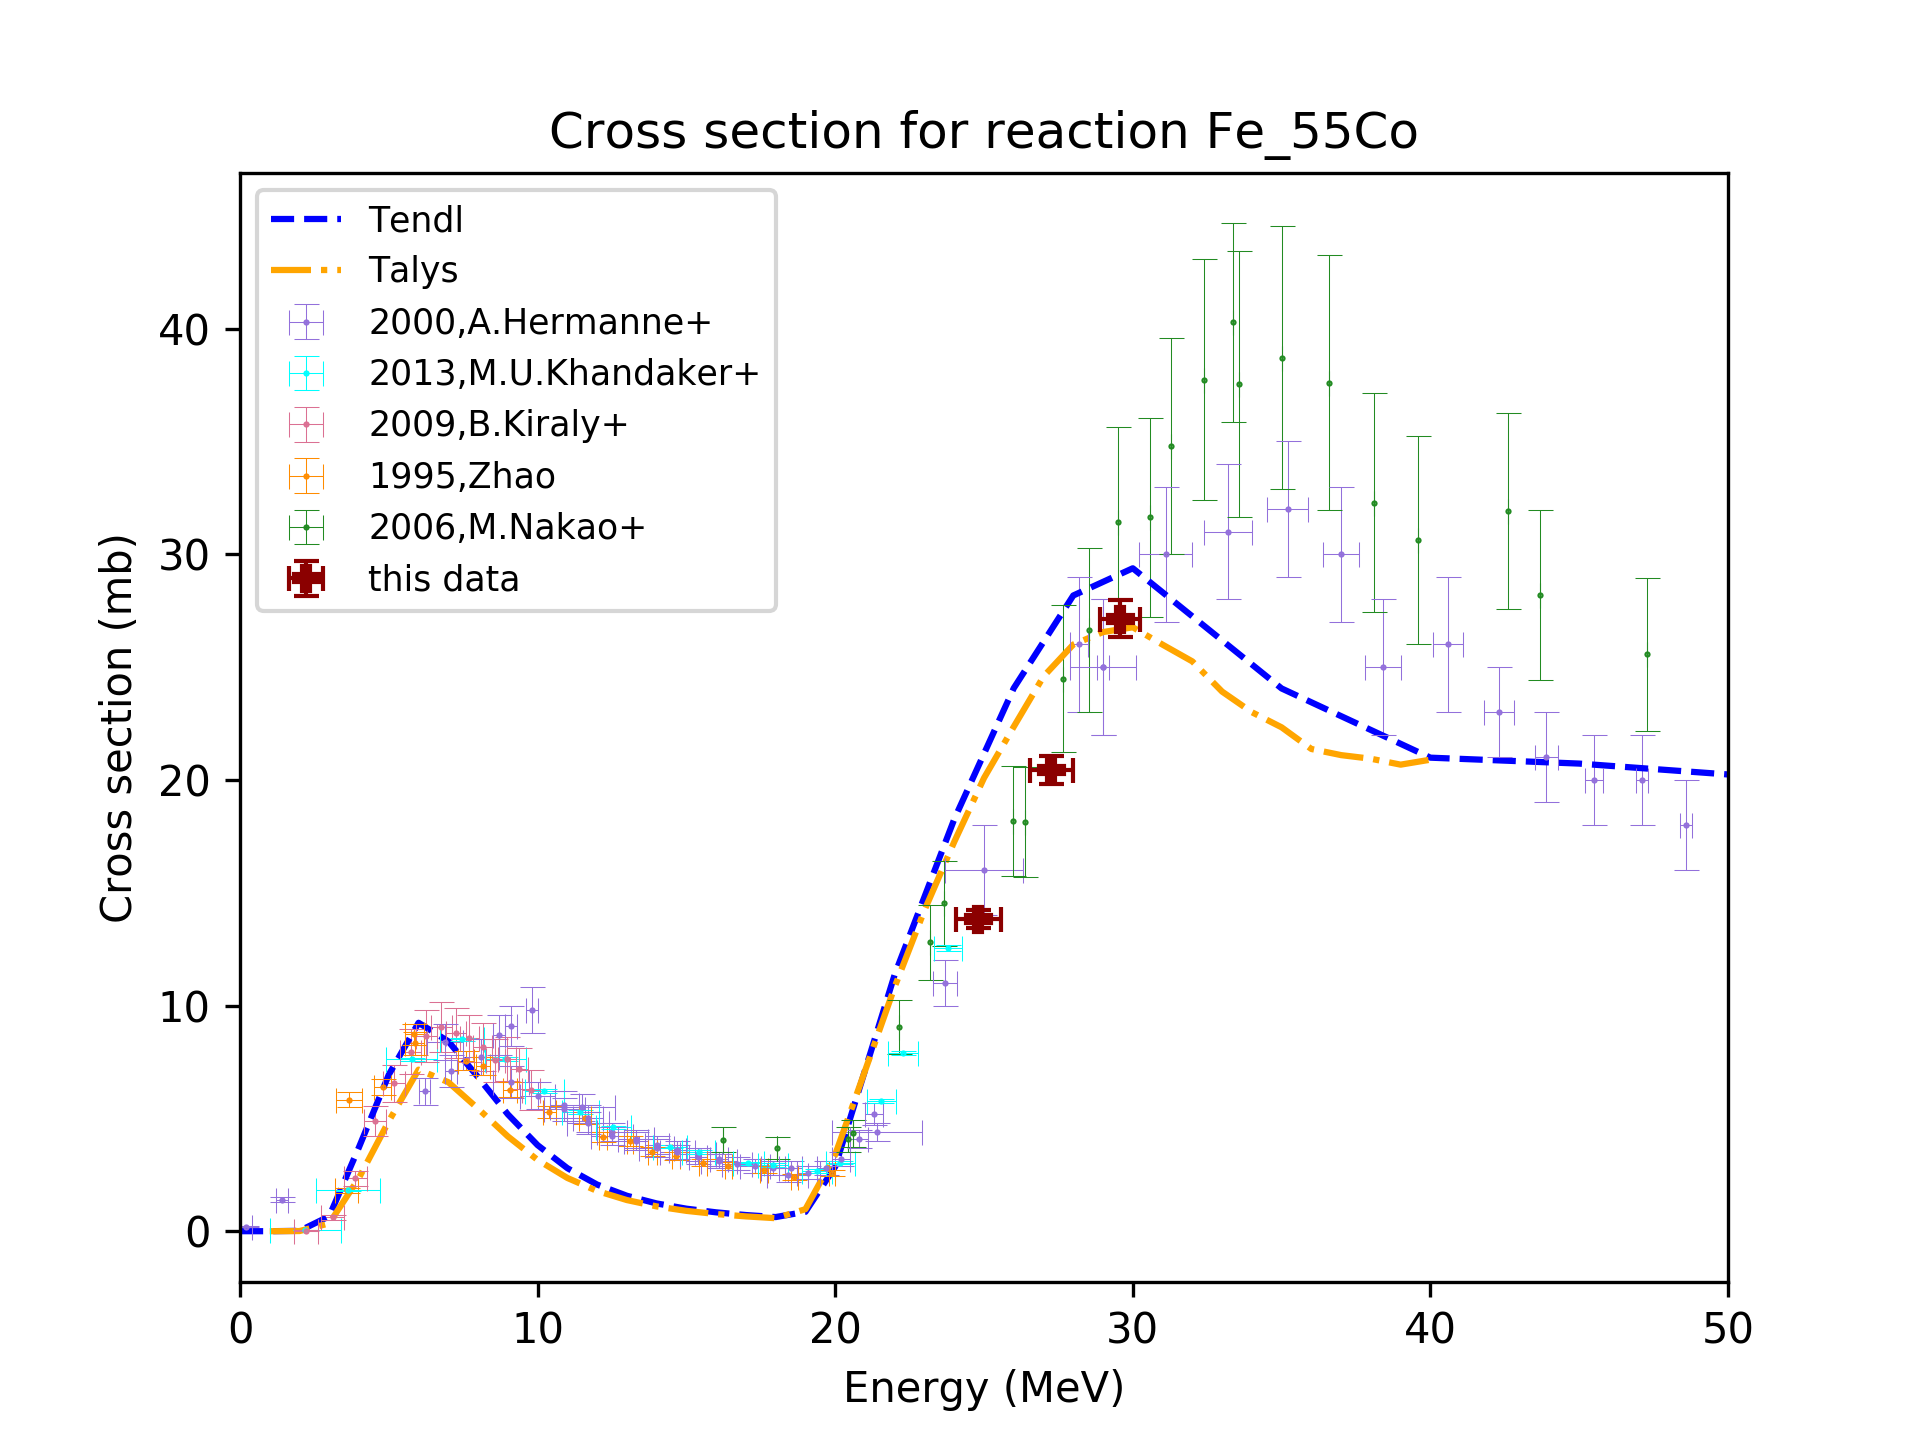 Cross section for reaction Fe_55Co
Tendl
Talys
2000,A.Hermanne+
2013,M.U.Khandaker+
2009,B.Kiraly+
1995,Zhao
2006,M.Nakao+
this data
Cross section (mb)
40
30
20
10
0
0 10 20 30 40 50
Energy (MeV)